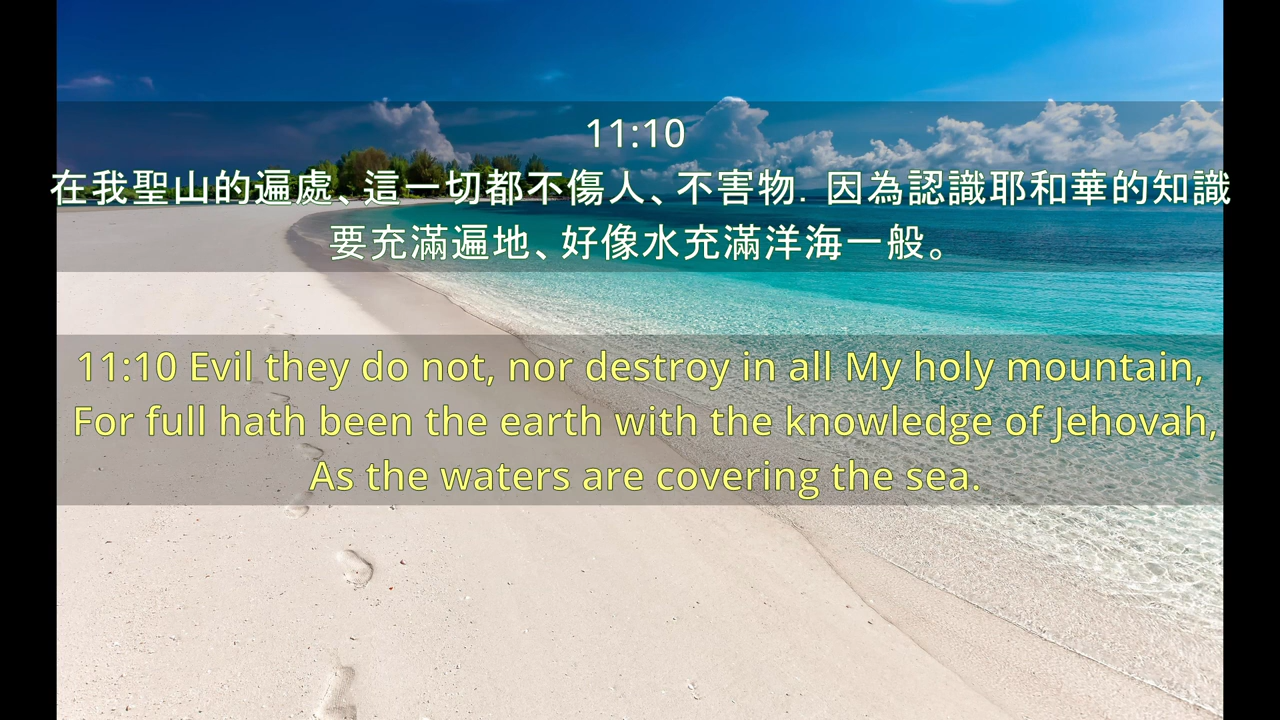 11:10
在我聖山的遍處、這一切都不傷人、不害物．因為認識耶和華的知識
要充滿遍地、好像水充滿洋海一般。
11:10 Evil they do not, nor destroy in all My holy mountain,
For full hath been the earth with the knowledge of Jehovah,
As the waters are covering the sea.